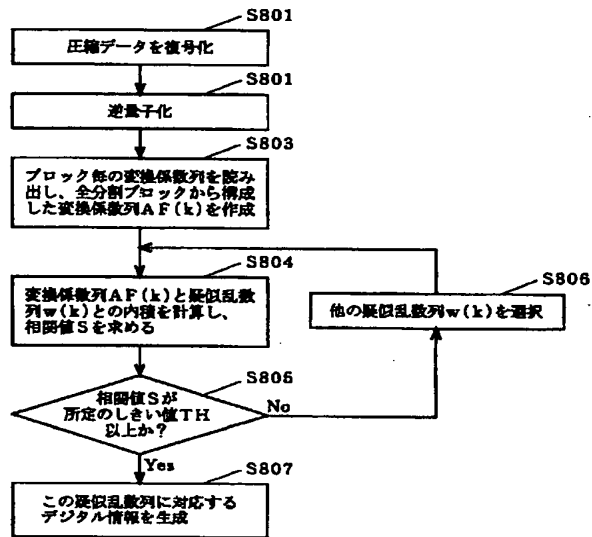 S801
圧縮データを復号化
S801
逆量子化
S803
ブロック毎の変換係数列を読み
出し、全分割ブロックから構成
した変換係数列AF(k)を作成
S804
変換係数列AF(k)と疑似乱数
列w(k)との内積を計算し、
相関値Sを求める
S806
他の疑似乱数列w(k)を選択
S805
相関値Sが
所定のしきい値TH
以上か?
No
Yes
S807
この疑似乱数列に対応する
デジタル情報を生成